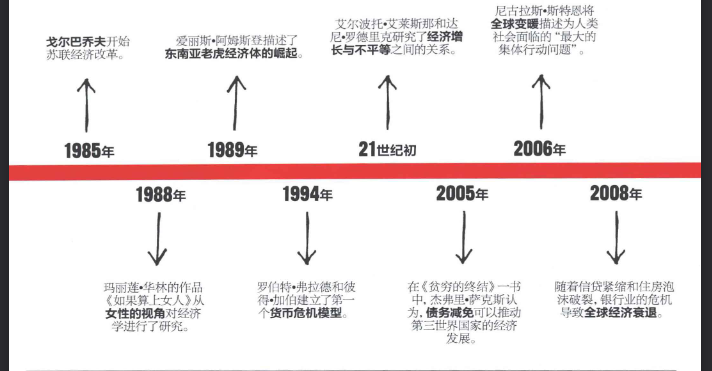 戈尔巴乔夫开始
苏联经济改革。
爱丽斯•阿姆斯登描述了
东南亚老虎经济体的崛起。
艾尔波托•艾莱斯那和达
尼•罗德里克研究了经济增
长与不平等之间的关系。
尼古拉斯•斯特恩将
全球变暖描述为人类
社会面临的“最大的
集体行动问题”。
1985年
1989年
21世纪初
2006年
1988年
1994年
2005年
2008年
玛丽莲•华林的作品
《如果算上女人》从
女性的视角对经济
学进行了研究。
罗伯特•弗拉德和彼
得•加伯建立了第一
个货币危机模型。
在《贫穷的终结》一书
中，杰弗里•萨克斯认
为，债务减免可以推动
第三世界国家的经济
发展。
随着信贷紧缩和住房泡
沫破裂，银行业的危机
导致全球经济衰退。